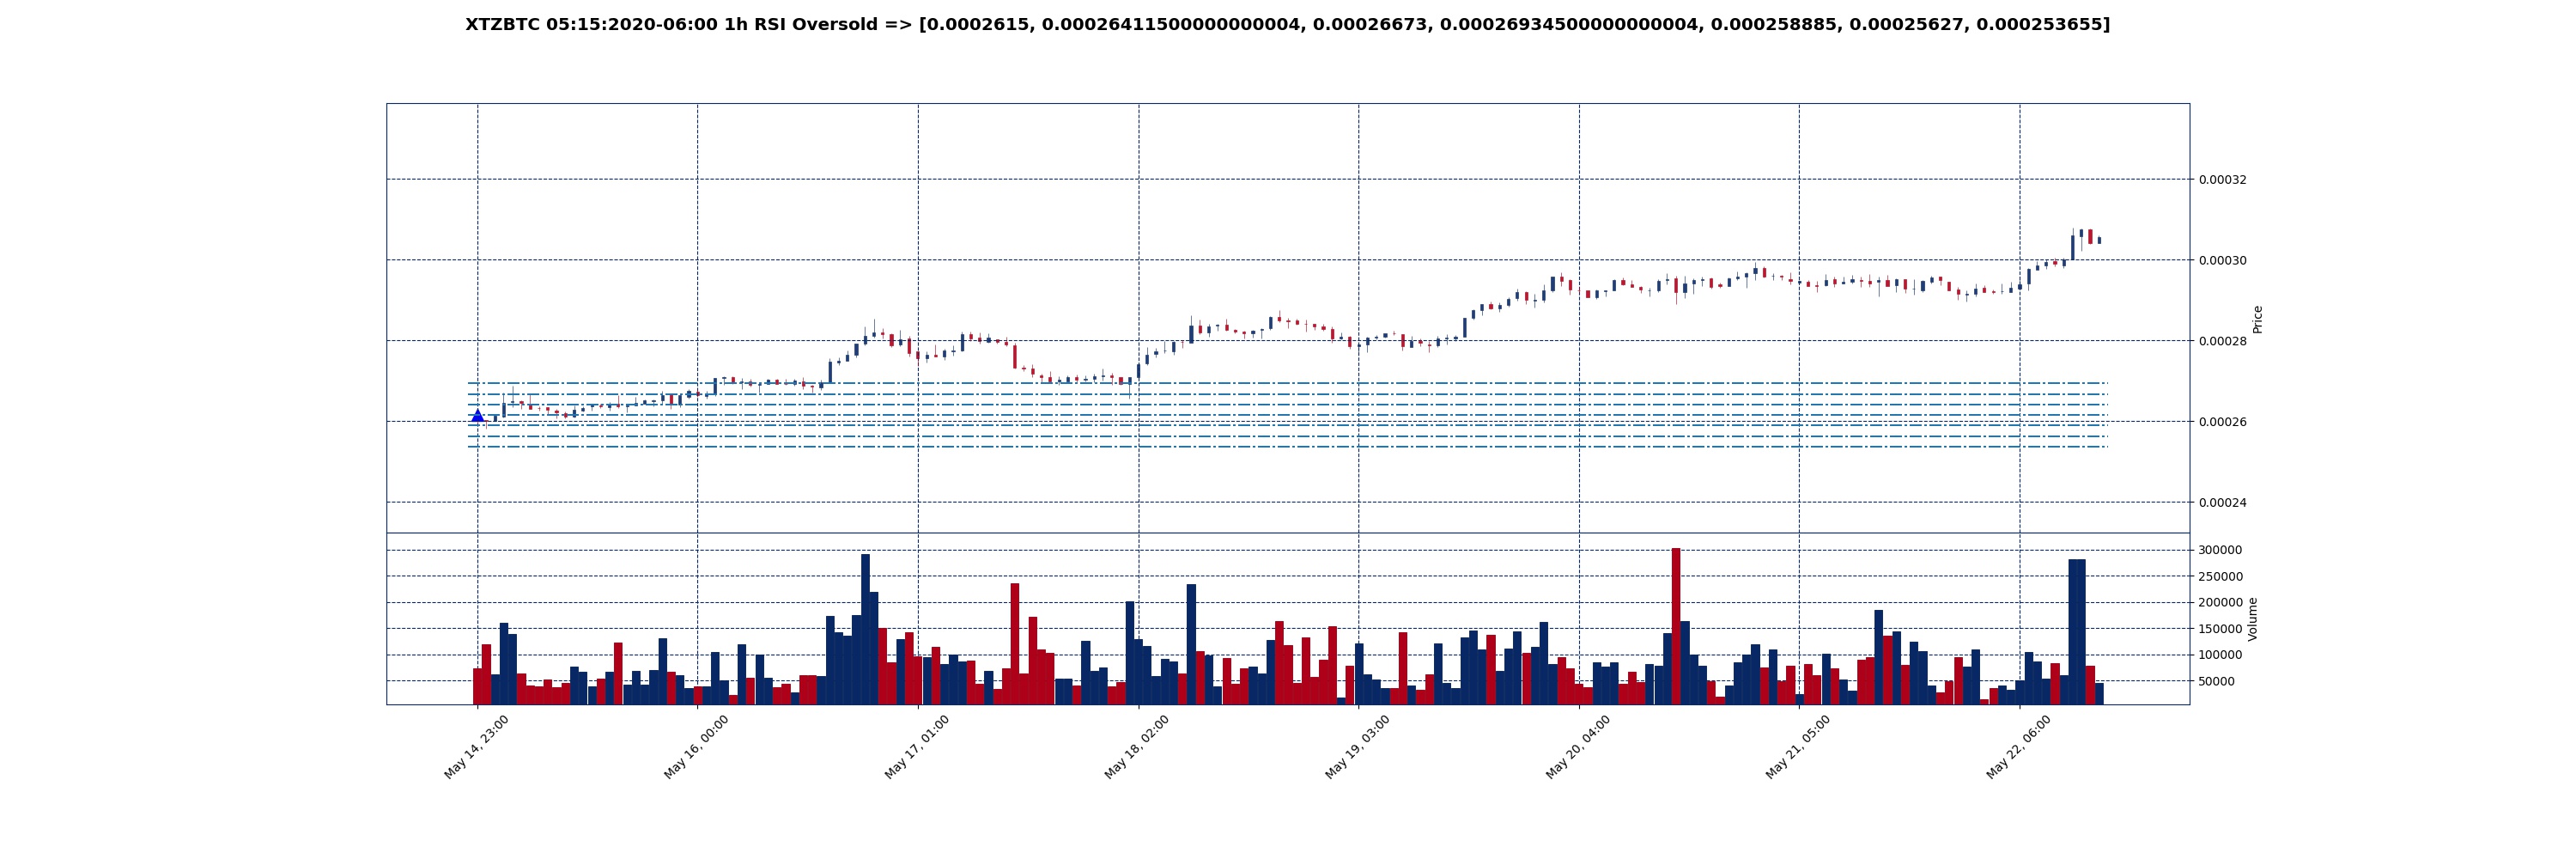 XTZBTC 05:15:2020-06:00 1h RSI Oversold => [0.0002615, 0.00026411500000000004, 0.00026673, 0.00026934500000000004, 0.000258885, 0.00025627, 0.000253655]
0.00032
0.00030
0.00028
0.00026
0.00024
Price
300000
250000
200000
150000
100000
50000
Volume
May 14, 23:00
May 16, 00:00
May 17, 01:00
May 18, 02:00
May 19, 03:00
May 20, 04:00
May 21, 05:00
May 22, 06:00